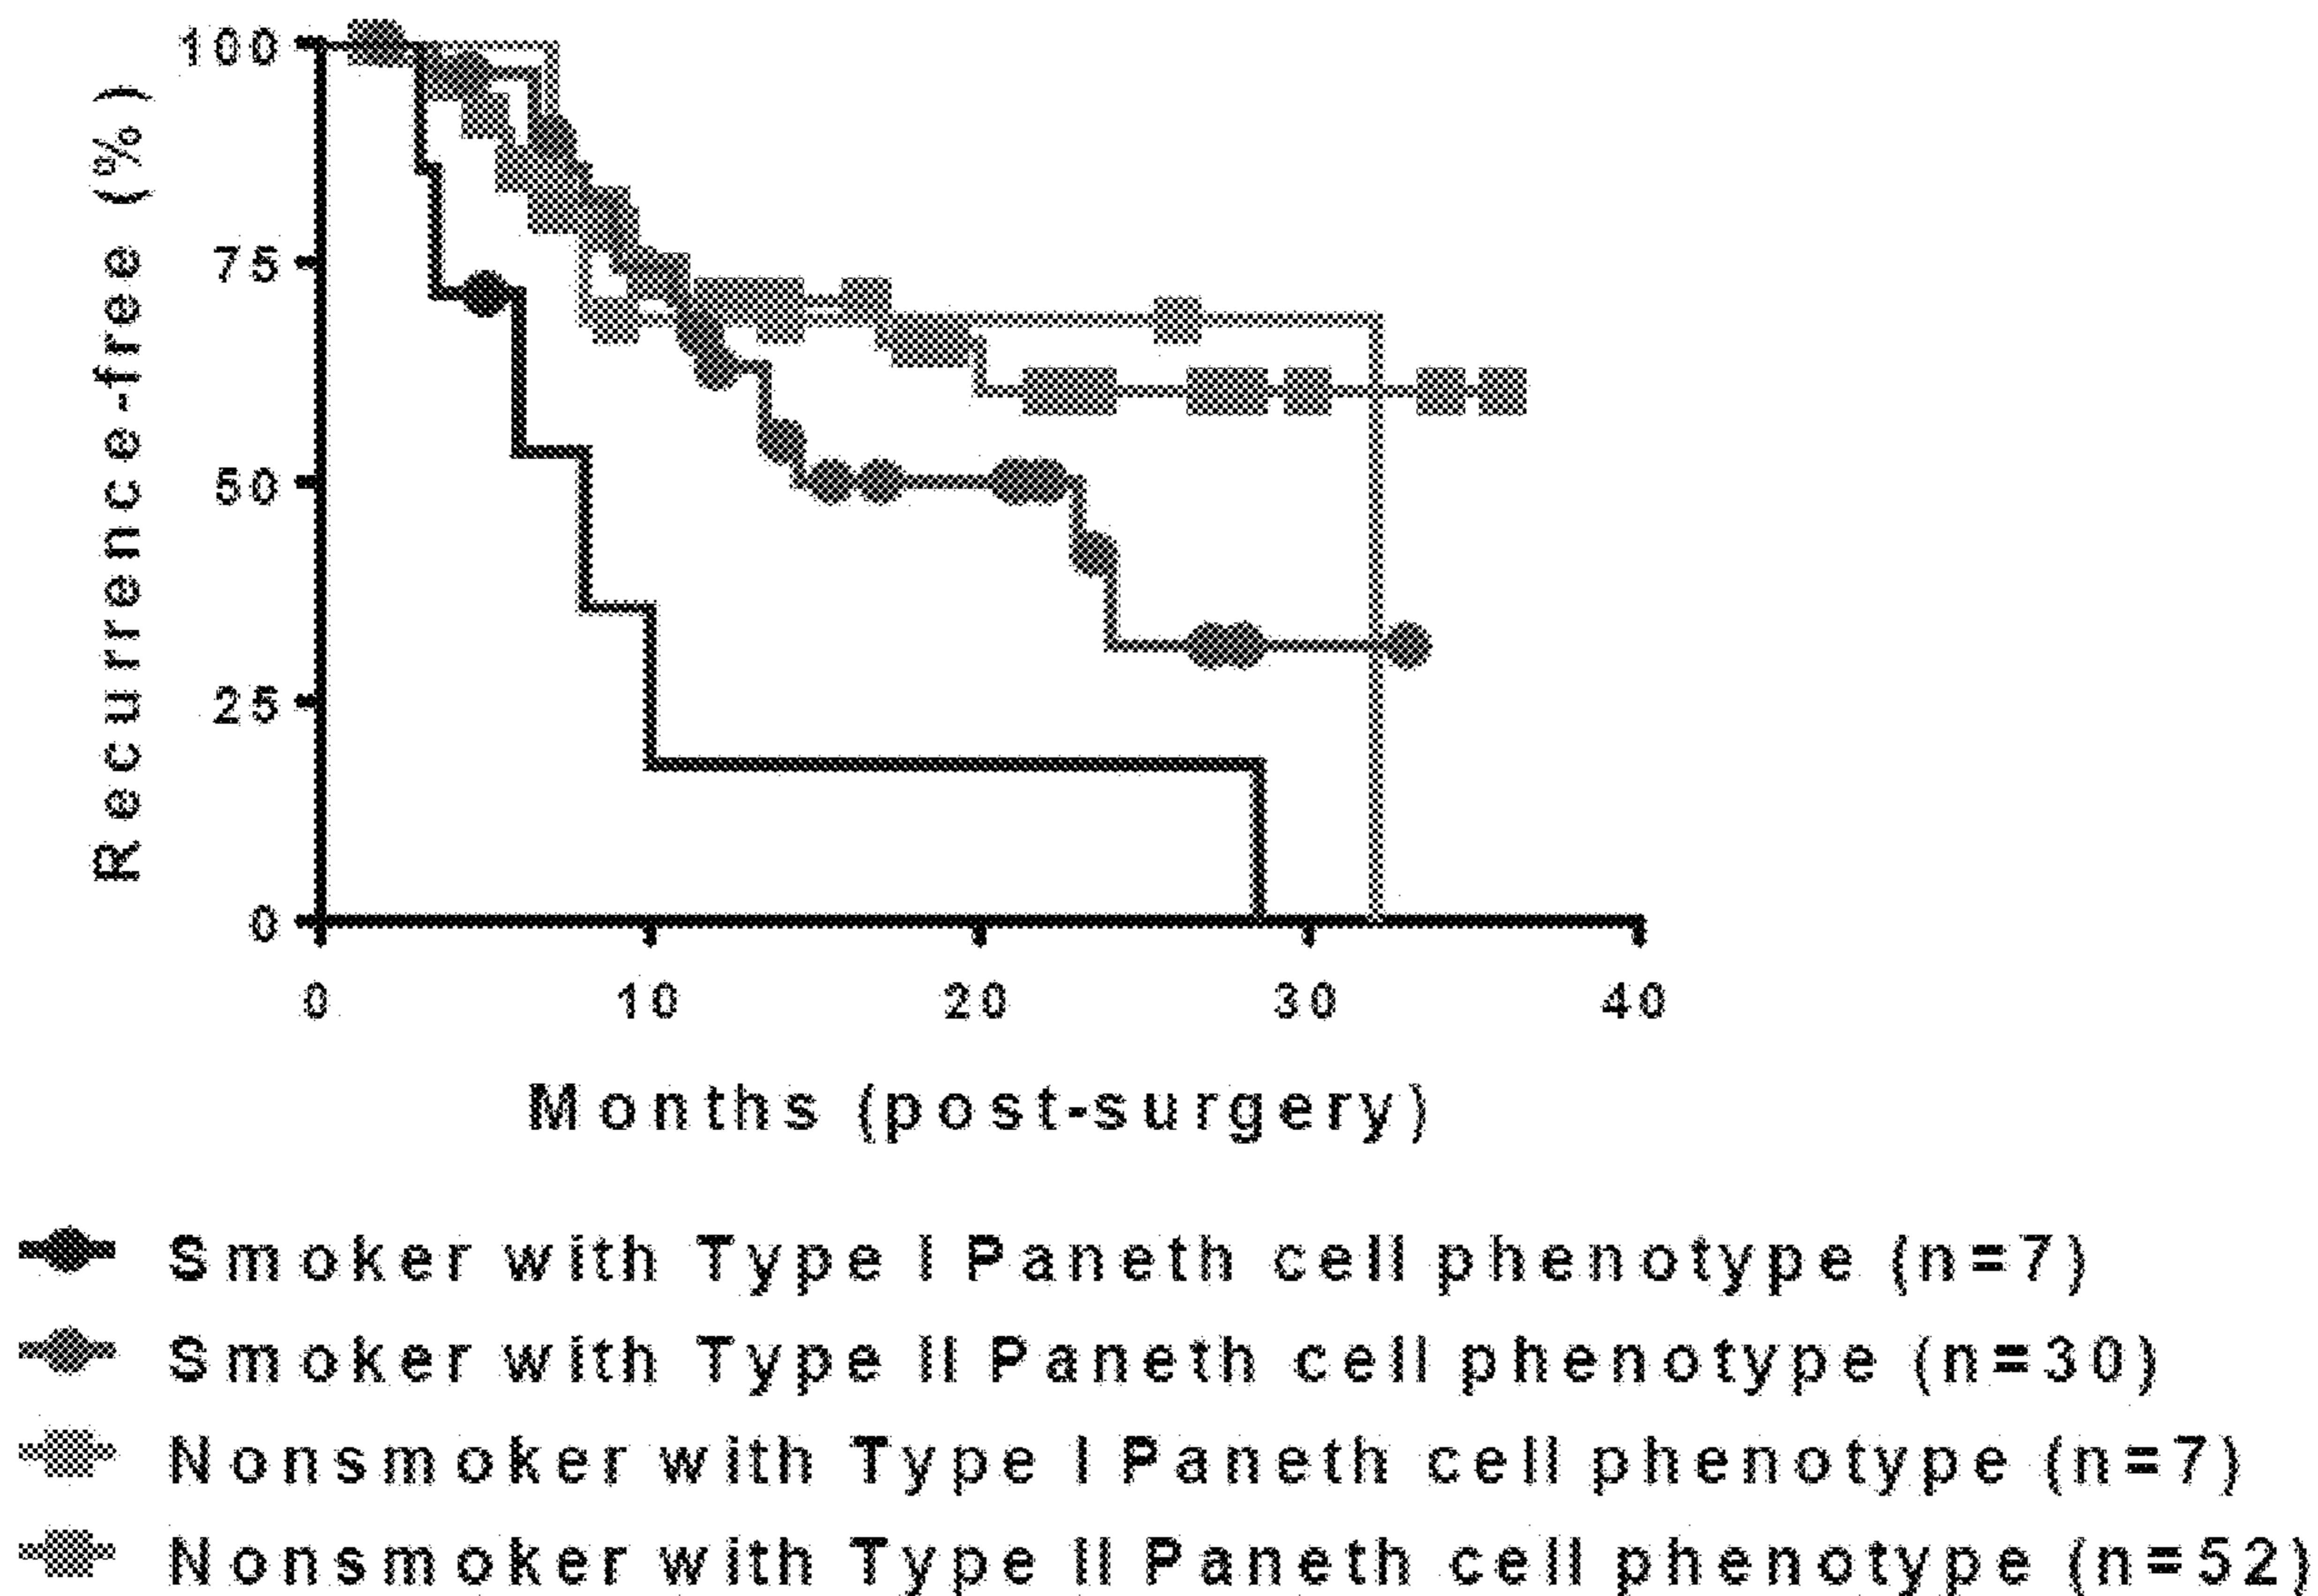 Recurrence-free (%)
100
75
50
25
0
0 10 20 30 40
Months (post-surgery)
Smoker with Type I Paneth cell phenotype (n=7)
Smoker with Type II Paneth cell phenotype (n=30)
Nonsmoker with Type I Paneth cell phenotype (n=7)
Nonsmoker with Type II Paneth cell phenotype (n=52)